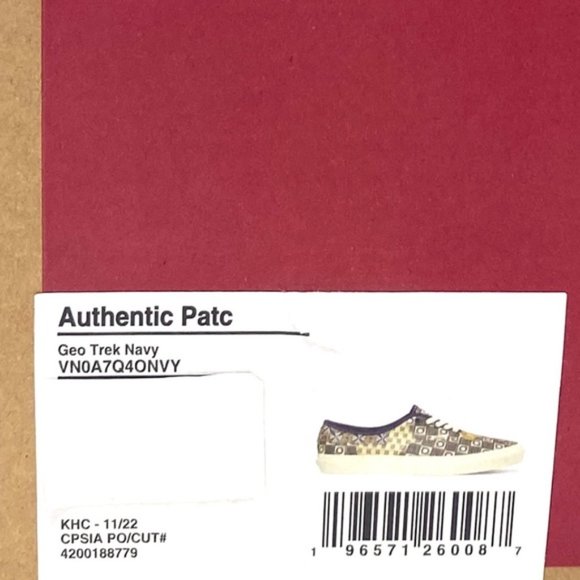 Authentic Patc
Geo Trek Navy
VN0A7Q4ONVY
KHC - 11/22
CPSIA PO/CUT#
4200188779
1 96571 26008 7